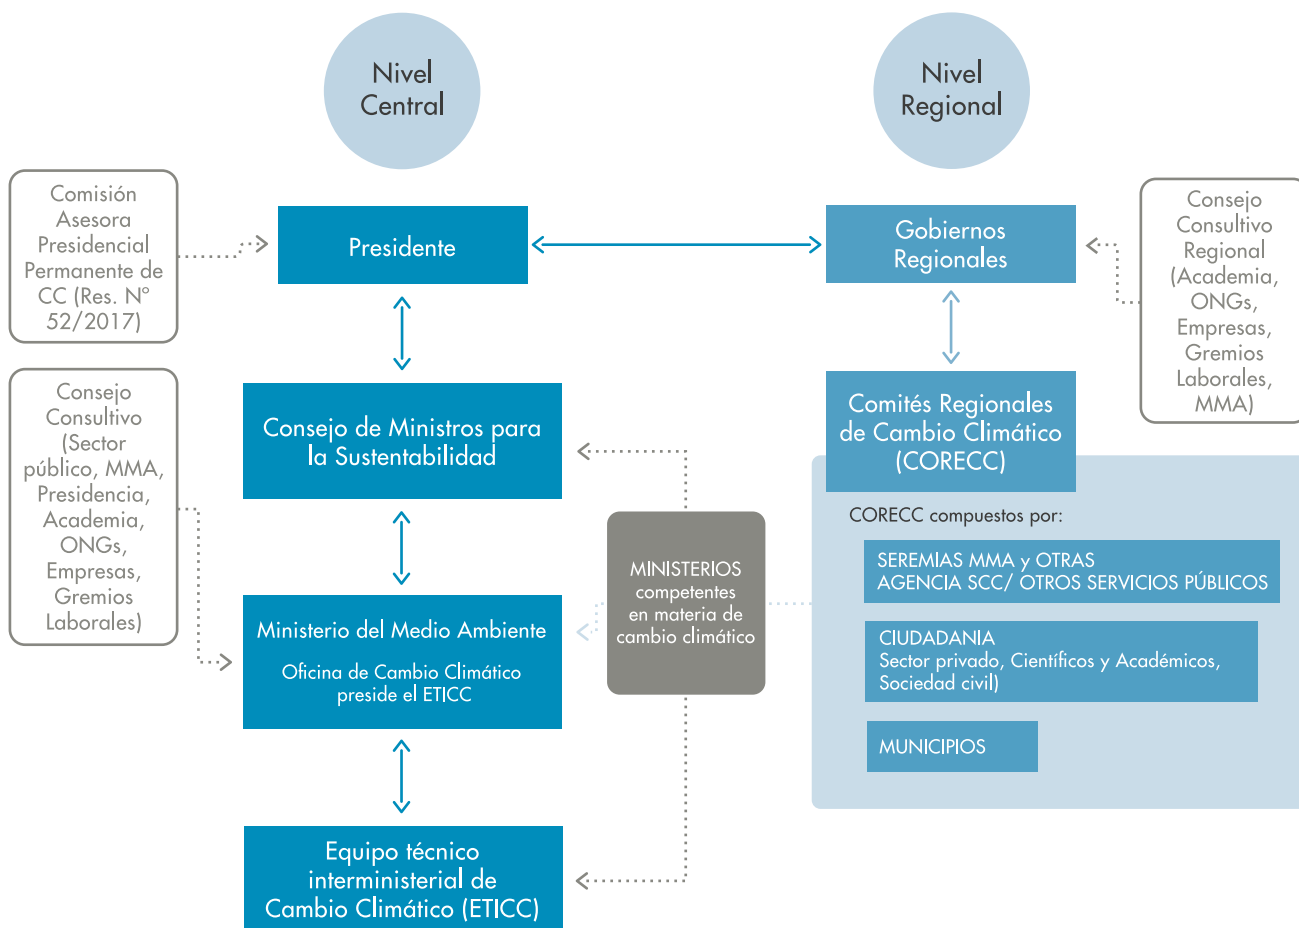 Nivel
Central
Nivel
Regional
Comisión
Asesora
Presidencial
Permanente de
CC (Res. Nº
52/2017)
Presidente
Gobiernos
Regionales
Consejo
Consultivo
Regional
(Academia,
ONGs,
Empresas,
Gremios
Laborales,
MMA)
Consejo
Consultivo
(Sector
público, MMA,
Presidencia,
Academia,
ONGs,
Empresas,
Gremios
Laborales)
Consejo de Ministros para
la Sustentabilidad
Comités Regionales
de Cambio Climático
(CORECC)
CORECC compuestos por:
SEREMIAS MMA y OTRAS
AGENCIA SCC/ OTROS SERVICIOS PÚBLICOS
CIUDADANIA
Sector privado, Científicos y Académicos,
Sociedad civil)
MUNICIPIOS
MINISTERIOS
competentes
en materia de
cambio climático
Ministerio del Medio Ambiente
Oficina de Cambio Climático
preside el ETICC
Equipo técnico
interministerial de
Cambio Climático (ETICC)